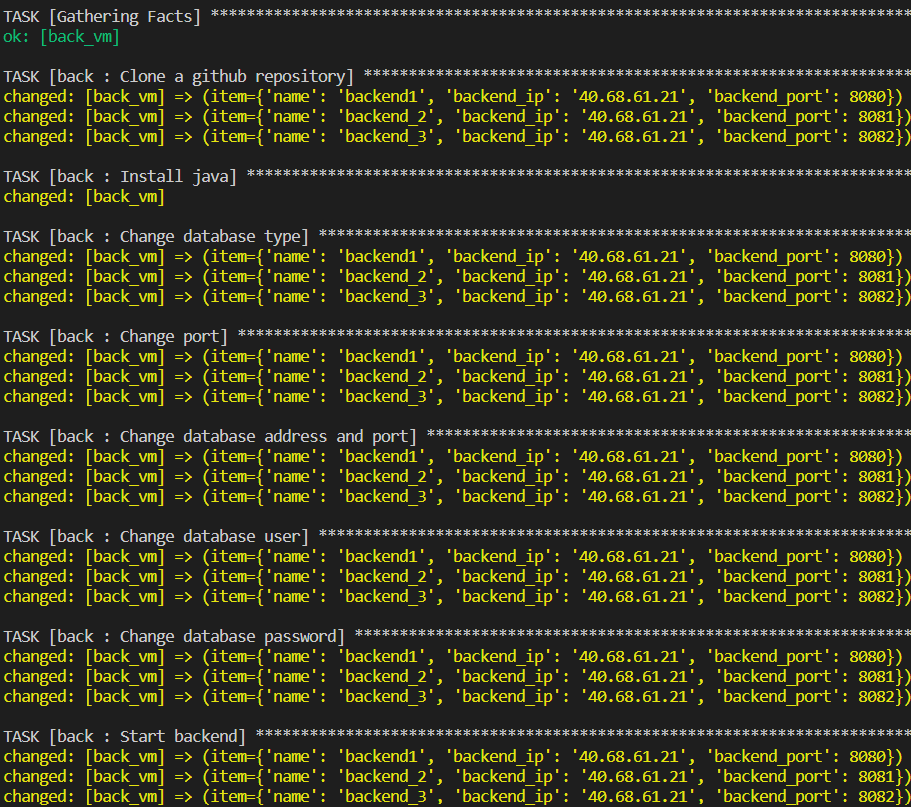 TASK [Gathering Facts] ******************************************************************************
ok: [back_vm]
TASK [back : Clone a github repository] *************************************************************
changed: [back_vm] => (item={'name': 'backend1', 'backend_ip': '40.68.61.21', 'backend_port': 8080})
changed: [back_vm] => (item={'name': 'backend_2', 'backend_ip': '40.68.61.21', 'backend_port': 8081})
changed: [back_vm] => (item={'name': 'backend_3', 'backend_ip': '40.68.61.21', 'backend_port': 8082})
TASK [back : Install java] **************************************************************************
changed: [back_vm]
TASK [back : Change database type] ******************************************************************
changed: [back_vm] => (item={'name': 'backend1', 'backend_ip': '40.68.61.21', 'backend_port': 8080})
changed: [back_vm] => (item={'name': 'backend_2', 'backend_ip': '40.68.61.21', 'backend_port': 8081})
changed: [back_vm] => (item={'name': 'backend_3', 'backend_ip': '40.68.61.21', 'backend_port': 8082})
TASK [back : Change port] ***************************************************************************
changed: [back_vm] => (item={'name': 'backend1', 'backend_ip': '40.68.61.21', 'backend_port': 8080})
changed: [back_vm] => (item={'name': 'backend_2', 'backend_ip': '40.68.61.21', 'backend_port': 8081})
changed: [back_vm] => (item={'name': 'backend_3', 'backend_ip': '40.68.61.21', 'backend_port': 8082})
TASK [back : Change database address and port] ******************************************************
changed: [back_vm] => (item={'name': 'backend1', 'backend_ip': '40.68.61.21', 'backend_port': 8080})
changed: [back_vm] => (item={'name': 'backend_2', 'backend_ip': '40.68.61.21', 'backend_port': 8081})
changed: [back_vm] => (item={'name': 'backend_3', 'backend_ip': '40.68.61.21', 'backend_port': 8082})
TASK [back : Change database user] ******************************************************************
changed: [back_vm] => (item={'name': 'backend1', 'backend_ip': '40.68.61.21', 'backend_port': 8080})
changed: [back_vm] => (item={'name': 'backend_2', 'backend_ip': '40.68.61.21', 'backend_port': 8081})
changed: [back_vm] => (item={'name': 'backend_3', 'backend_ip': '40.68.61.21', 'backend_port': 8082})
TASK [back : Change database password] **************************************************************
changed: [back_vm] => (item={'name': 'backend1', 'backend_ip': '40.68.61.21', 'backend_port': 8080})
changed: [back_vm] => (item={'name': 'backend_2', 'backend_ip': '40.68.61.21', 'backend_port': 8081})
changed: [back_vm] => (item={'name': 'backend_3', 'backend_ip': '40.68.61.21', 'backend_port': 8082})
TASK [back : Start backend] *************************************************************************
changed: [back_vm] => (item={'name': 'backend1', 'backend_ip': '40.68.61.21', 'backend_port': 8080})
changed: [back_vm] => (item={'name': 'backend_2', 'backend_ip': '40.68.61.21', 'backend_port': 8081})
changed: [back_vm] => (item={'name': 'backend_3', 'backend_ip': '40.68.61.21', 'backend_port': 8082})